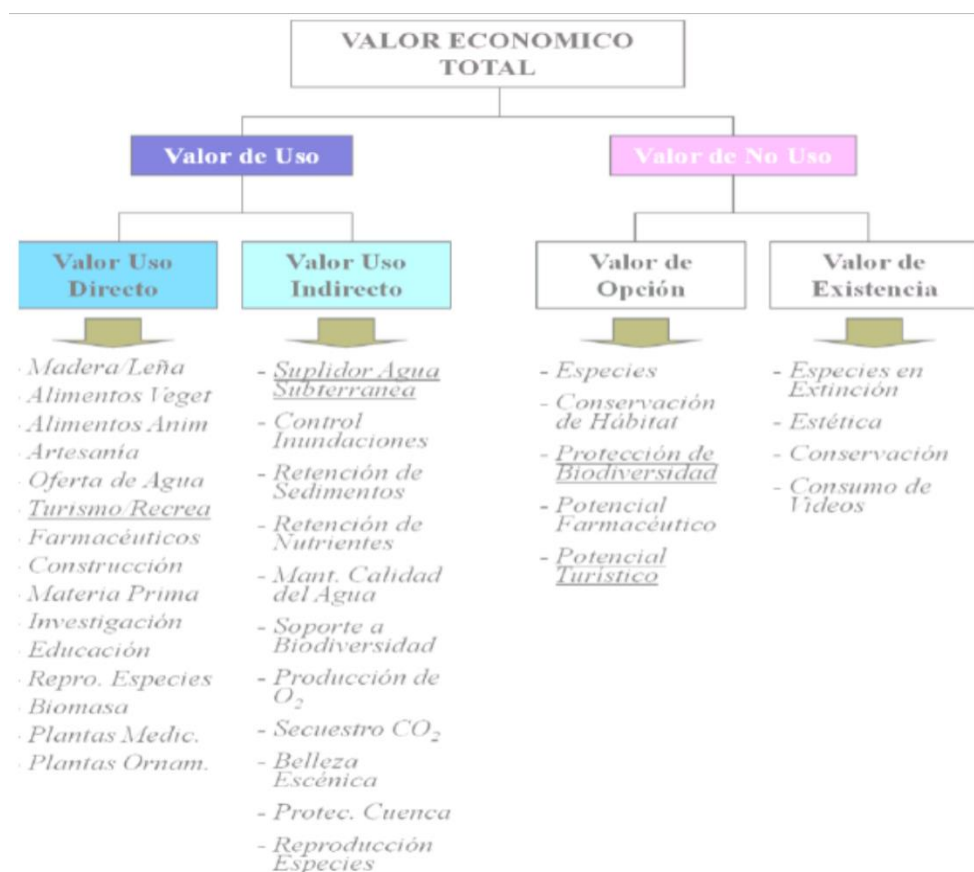 VALOR ECONOMICO
TOTAL
Valor de Uso
Valor de No Uso
Valor Uso
Directo
Valor Uso
Indirecto
Valor de
Opción
Valor de
Existencia
· Madera/Leña
· Alimentos Veget
· Alimentos Anim
· Artesanía
· Oferta de Agua
· Turismo/Recrea
· Farmacéuticos
· Construcción
· Materia Prima
· Investigación
· Educación
· Repro. Especies
· Biomasa
· Plantas Medic.
· Plantas Ornam.
- Suplidor Agua
Subterranea
- Control
Inundaciones
- Retención de
Sedimentos
- Retención de
Nutrientes
- Mant. Calidad
del Agua
- Soporte a
Biodiversidad
- Producción de
O₂
- Secuestro CO₂
- Belleza
Escénica
- Protec. Cuenca
- Reproducción
Especies
- Especies
- Conservación
de Hábitat
- Protección de
Biodiversidad
- Potencial
Farmacéutico
- Potencial
Turístico
- Especies en
Extinción
- Estética
- Conservación
- Consumo de
Videos